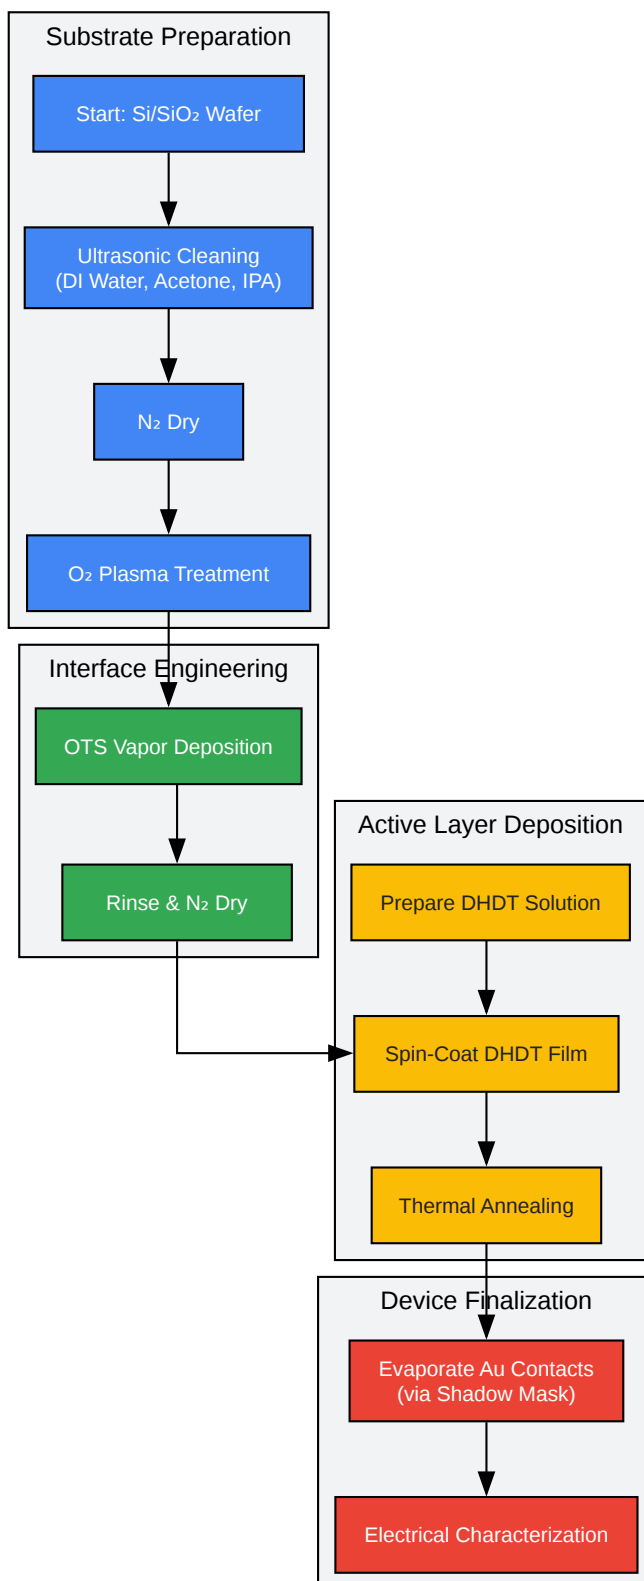 Substrate Preparation
Start: Si/SiO₂ Wafer
Ultrasonic Cleaning
(DI Water, Acetone, IPA)
N₂ Dry
O₂ Plasma Treatment
Interface Engineering
OTS Vapor Deposition
Rinse & N₂ Dry
Active Layer Deposition
Prepare DHDT Solution
Spin-Coat DHDT Film
Thermal Annealing
Device Finalization
Evaporate Au Contacts
(via Shadow Mask)
Electrical Characterization